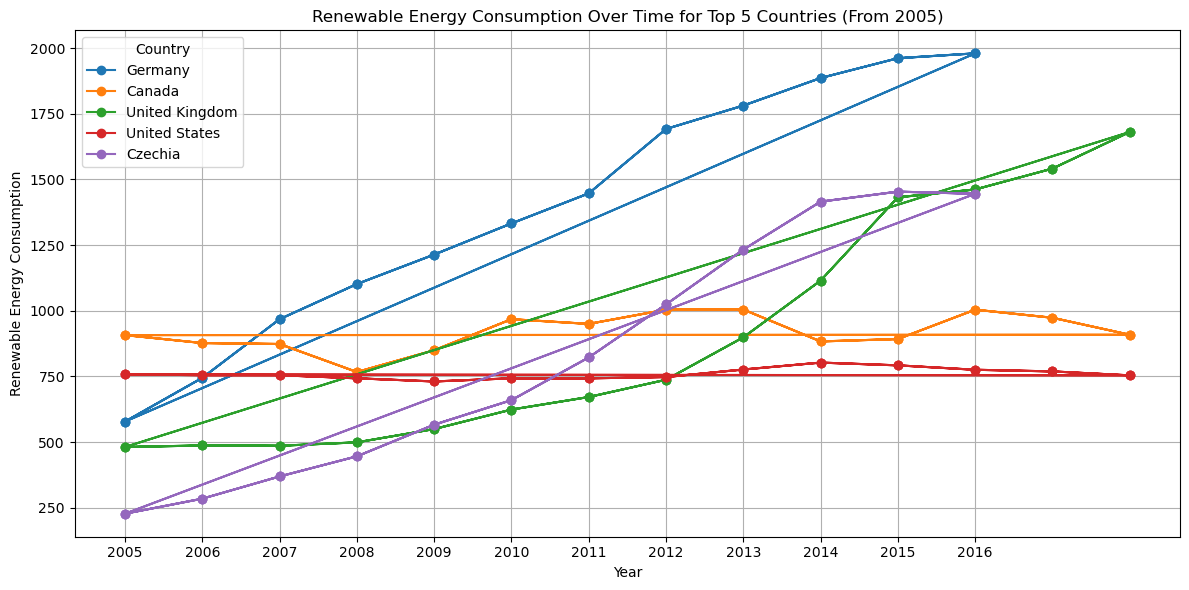 Renewable Energy Consumption Over Time for Top 5 Countries (From 2005)
Country
Germany
Canada
United Kingdom
United States
Czechia
Renewable Energy Consumption
2000
1750
1500
1250
1000
750
500
250
2005 2006 2007 2008 2009 2010 2011 2012 2013 2014 2015 2016
Year